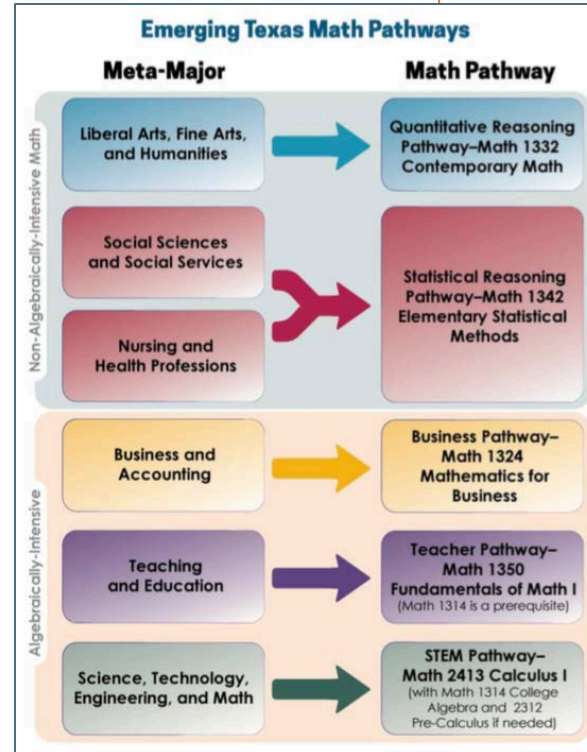 Emerging Texas Math Pathways
Meta-Major
Math Pathway
Non-Algebraically-Intensive Math
Liberal Arts, Fine Arts,
and Humanities
Quantitative Reasoning
Pathway–Math 1332
Contemporary Math
Social Sciences
and Social Services
Nursing and
Health Professions
Statistical Reasoning
Pathway–Math 1342
Elementary Statistical
Methods
Algebraically-Intensive
Business and
Accounting
Business Pathway–
Math 1324
Mathematics for
Business
Teaching
and Education
Teacher Pathway–
Math 1350
Fundamentals of Math I
(Math 1314 is a prerequisite)
Science, Technology,
Engineering, and Math
STEM Pathway–
Math 2413 Calculus I
(with Math 1314 College
Algebra and 2312
Pre-Calculus if needed)